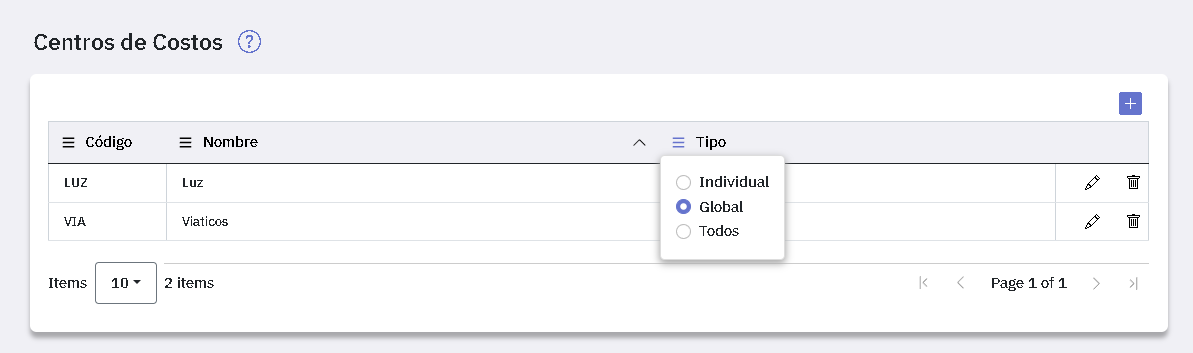 Centros de Costos ?
Código Nombre Tipo
LUZ Luz
VIA Viaticos
Individual
Global
Todos
Items 10 2 items Page 1 of 1